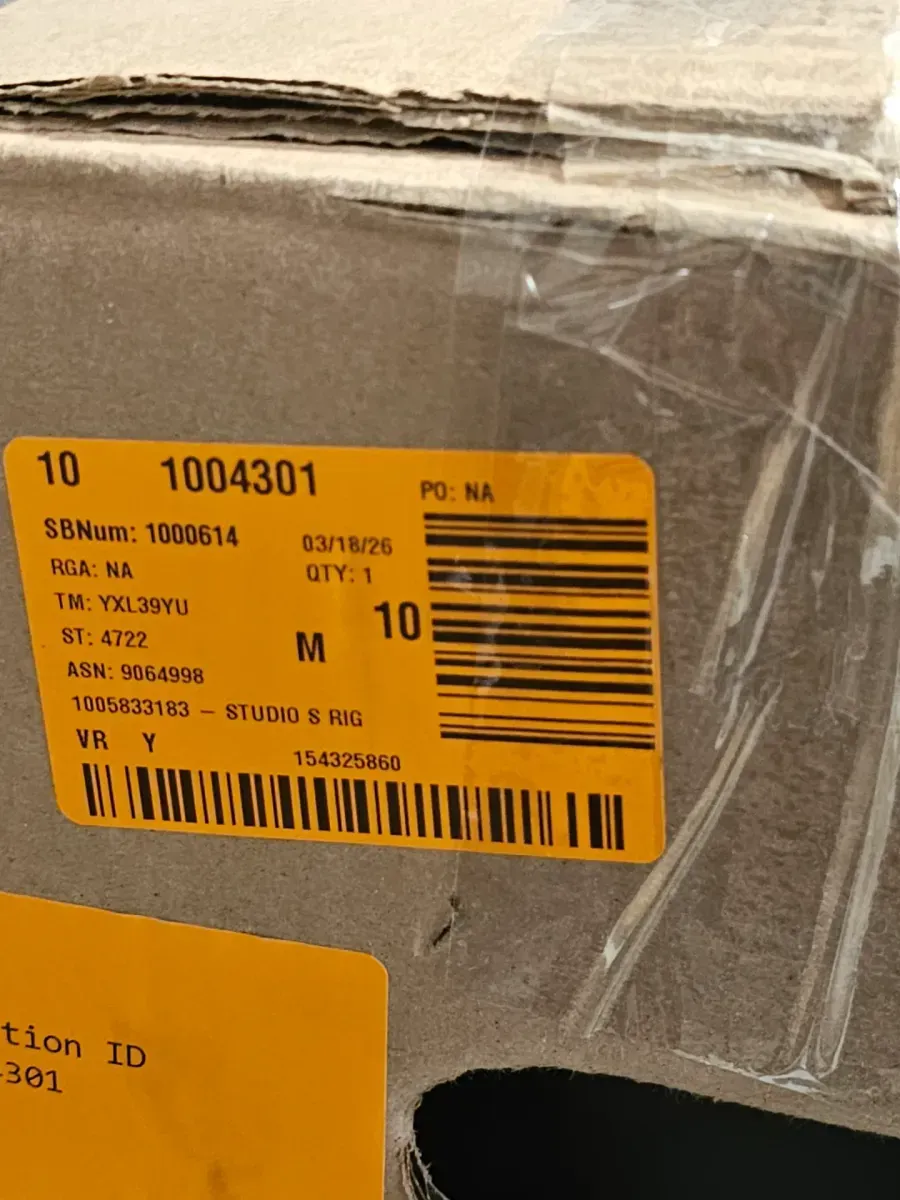 10 1004301
PO: NA
SBNum: 1000614 03/18/26
RGA: NA QTY: 1
TM: YXL39YU
ST: 4722 M 10
ASN: 9064998
1005833183 – STUDIO S RIG
VR Y 154325860
tion ID
301